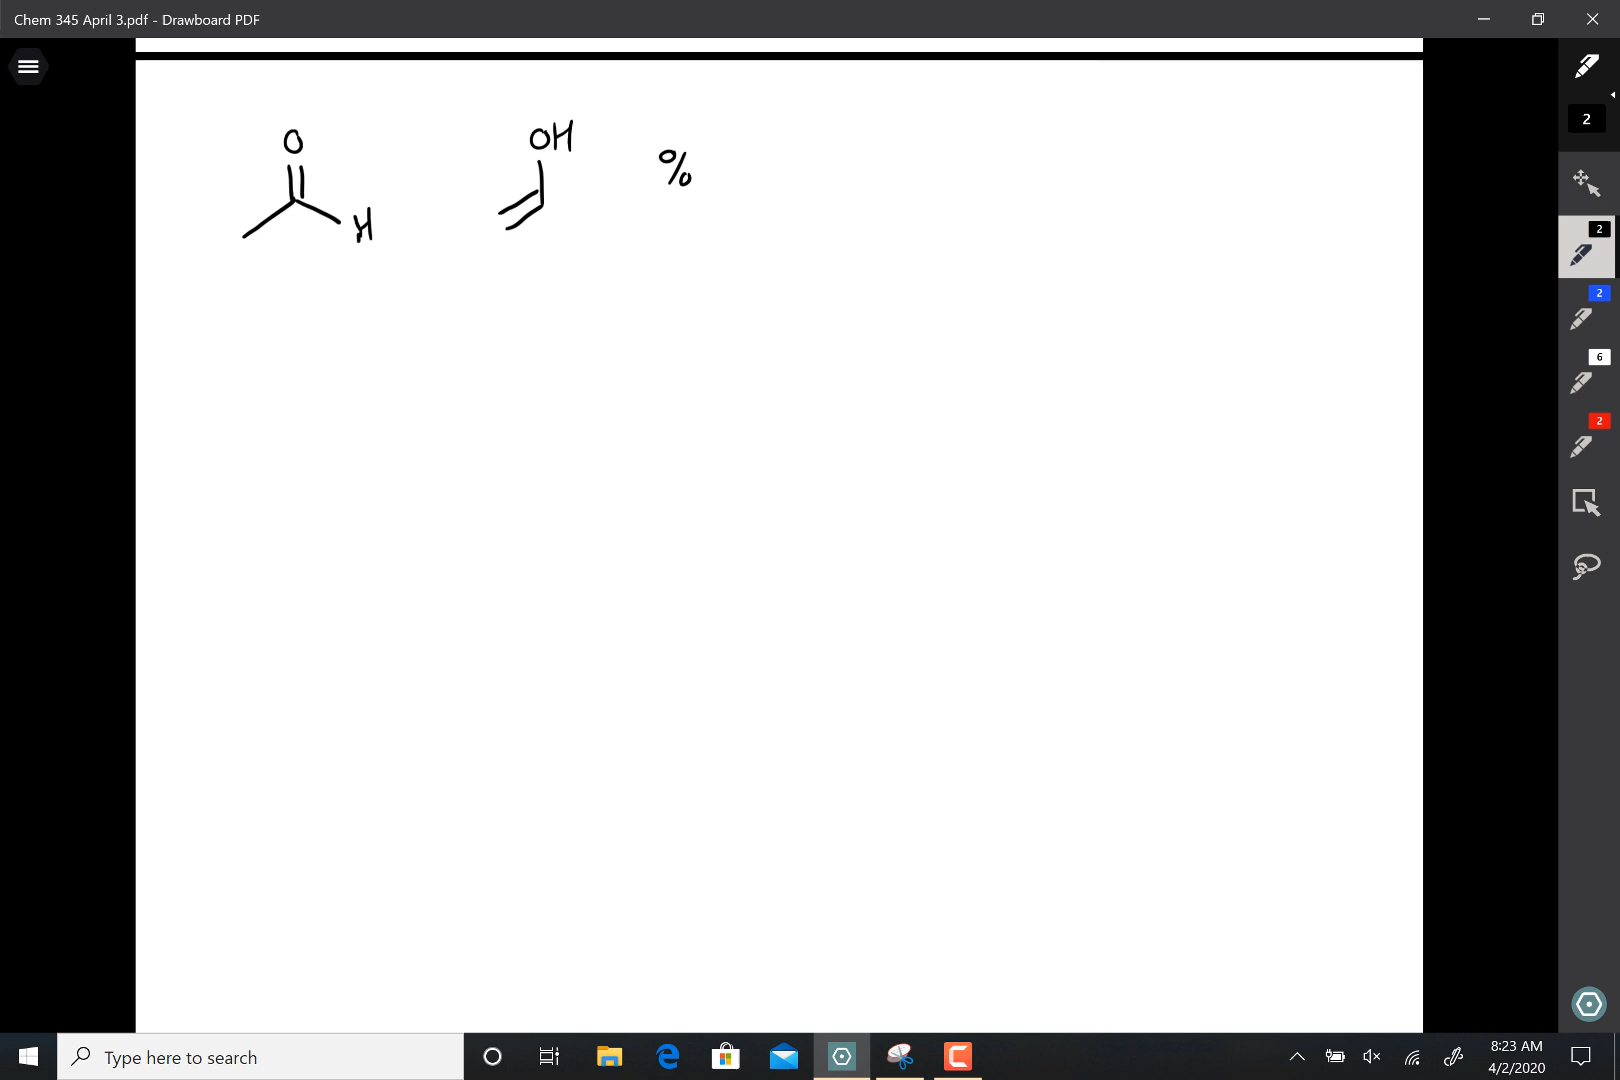 Chem 345 April 3.pdf - Drawboard PDF
O
OH
%
H
2
2
2
6
2
Type here to search
8:23 AM
4/2/2020